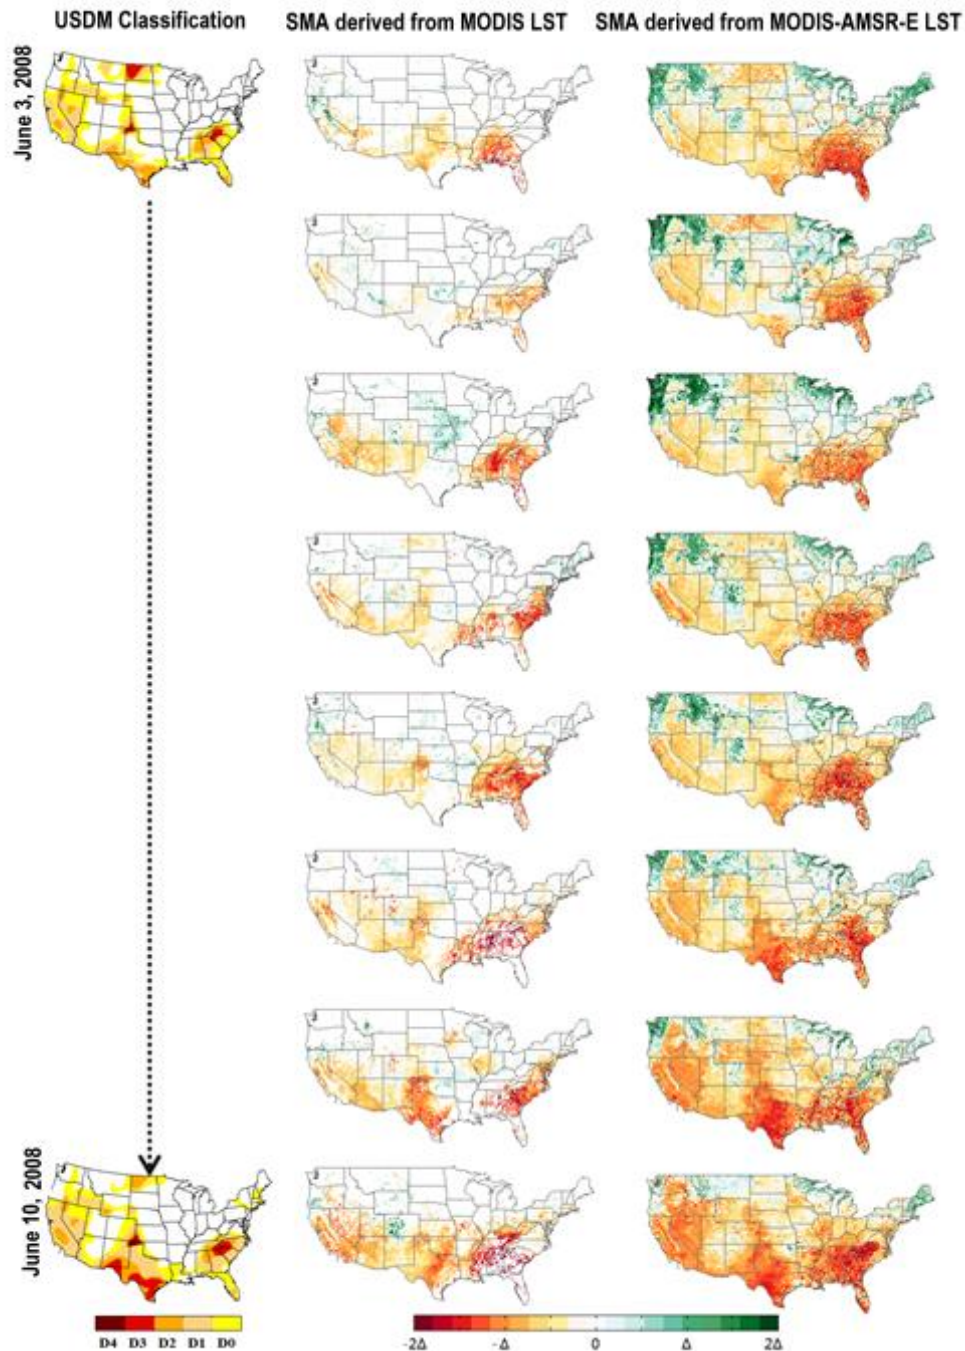 USDM Classification
SMA derived from MODIS LST
SMA derived from MODIS-AMSR-E LST
June 3, 2008
June 10, 2008
D4 D3 D2 D1 D0
-2Δ -Δ 0 Δ 2Δ